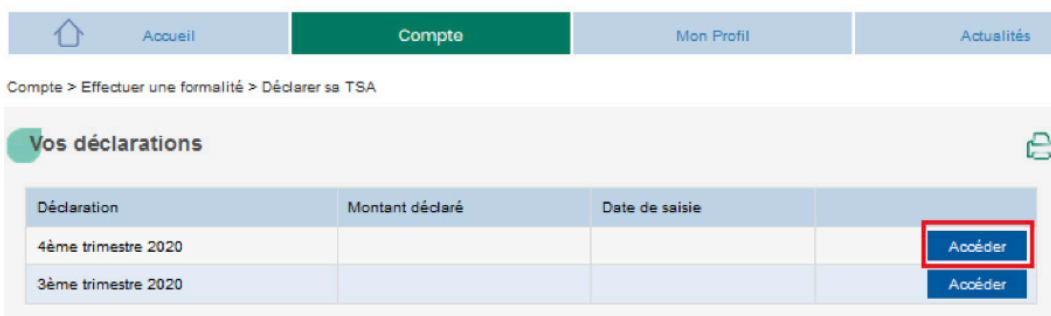 Accueil Compte Mon Profil Actualités
Compte > Effectuer une formalité > Déclarer sa TSA
Vos déclarations
Déclaration Montant déclaré Date de saisie
4ème trimestre 2020 Accéder
3ème trimestre 2020 Accéder